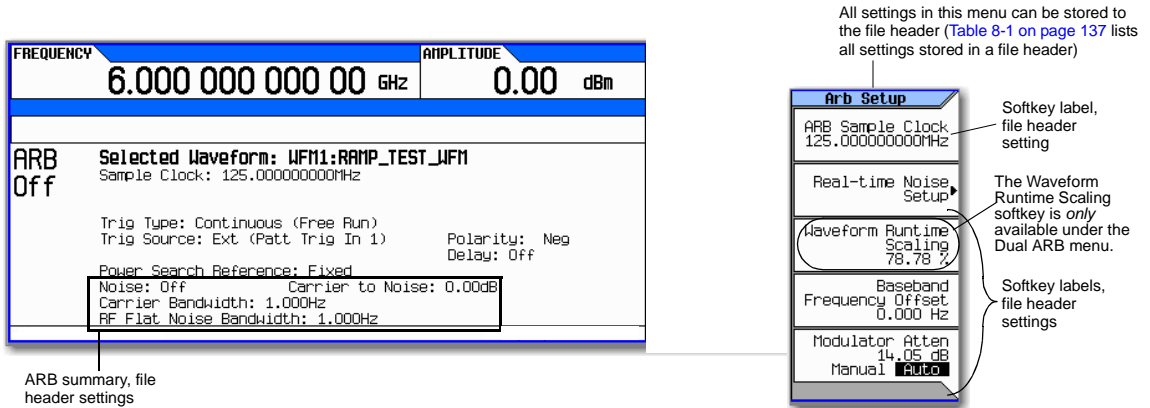 All settings in this menu can be stored to
the file header (Table 8-1 on page 137 lists
all settings stored in a file header)
FREQUENCY
AMPLITUDE
6.000 000 000 00 GHz
0.00 dBm
ARB
Off
Selected Waveform: WFM1:RAMP_TEST_WFM
Sample Clock: 125.000000000MHz
Trig Type: Continuous (Free Run)
Trig Source: Ext (Patt Trig In 1) Polarity: Neg
Delay: Off
Power Search Reference: Fixed
Noise: Off Carrier to Noise: 0.00dB
Carrier Bandwidth: 1.000Hz
RF Flat Noise Bandwidth: 1.000Hz
ARB summary, file
header settings
Arb Setup
ARB Sample Clock
125.000000000MHz
Real-time Noise
Setup
Waveform Runtime
Scaling
78.78 %
Baseband
Frequency Offset
0.000 Hz
Modulator Atten
14.05 dB
Manual Auto
Softkey label,
file header
setting
The Waveform
Runtime Scaling
softkey is only
available under the
Dual ARB menu.
Softkey labels,
file header
settings